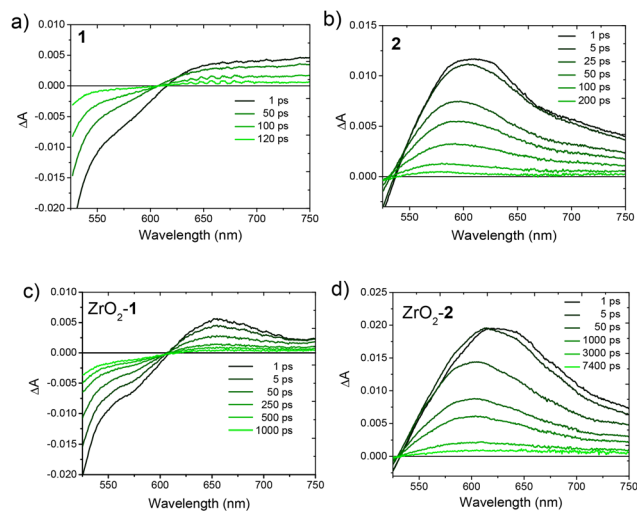 a)
1
0.010
0.005
0.000
-0.005
-0.010
-0.015
-0.020
ΔA
1 ps
50 ps
100 ps
120 ps
550 600 650 700 750
Wavelength (nm)
b)
2
0.015
0.010
0.005
0.000
ΔA
1 ps
5 ps
25 ps
50 ps
100 ps
200 ps
550 600 650 700 750
Wavelength (nm)
c)
ZrO2-1
0.010
0.005
0.000
-0.005
-0.010
-0.015
-0.020
ΔA
1 ps
5 ps
50 ps
250 ps
500 ps
1000 ps
550 600 650 700 750
Wavelength (nm)
d)
ZrO2-2
0.025
0.020
0.015
0.010
0.005
0.000
ΔA
1 ps
5 ps
50 ps
1000 ps
3000 ps
7400 ps
550 600 650 700 750
Wavelength (nm)